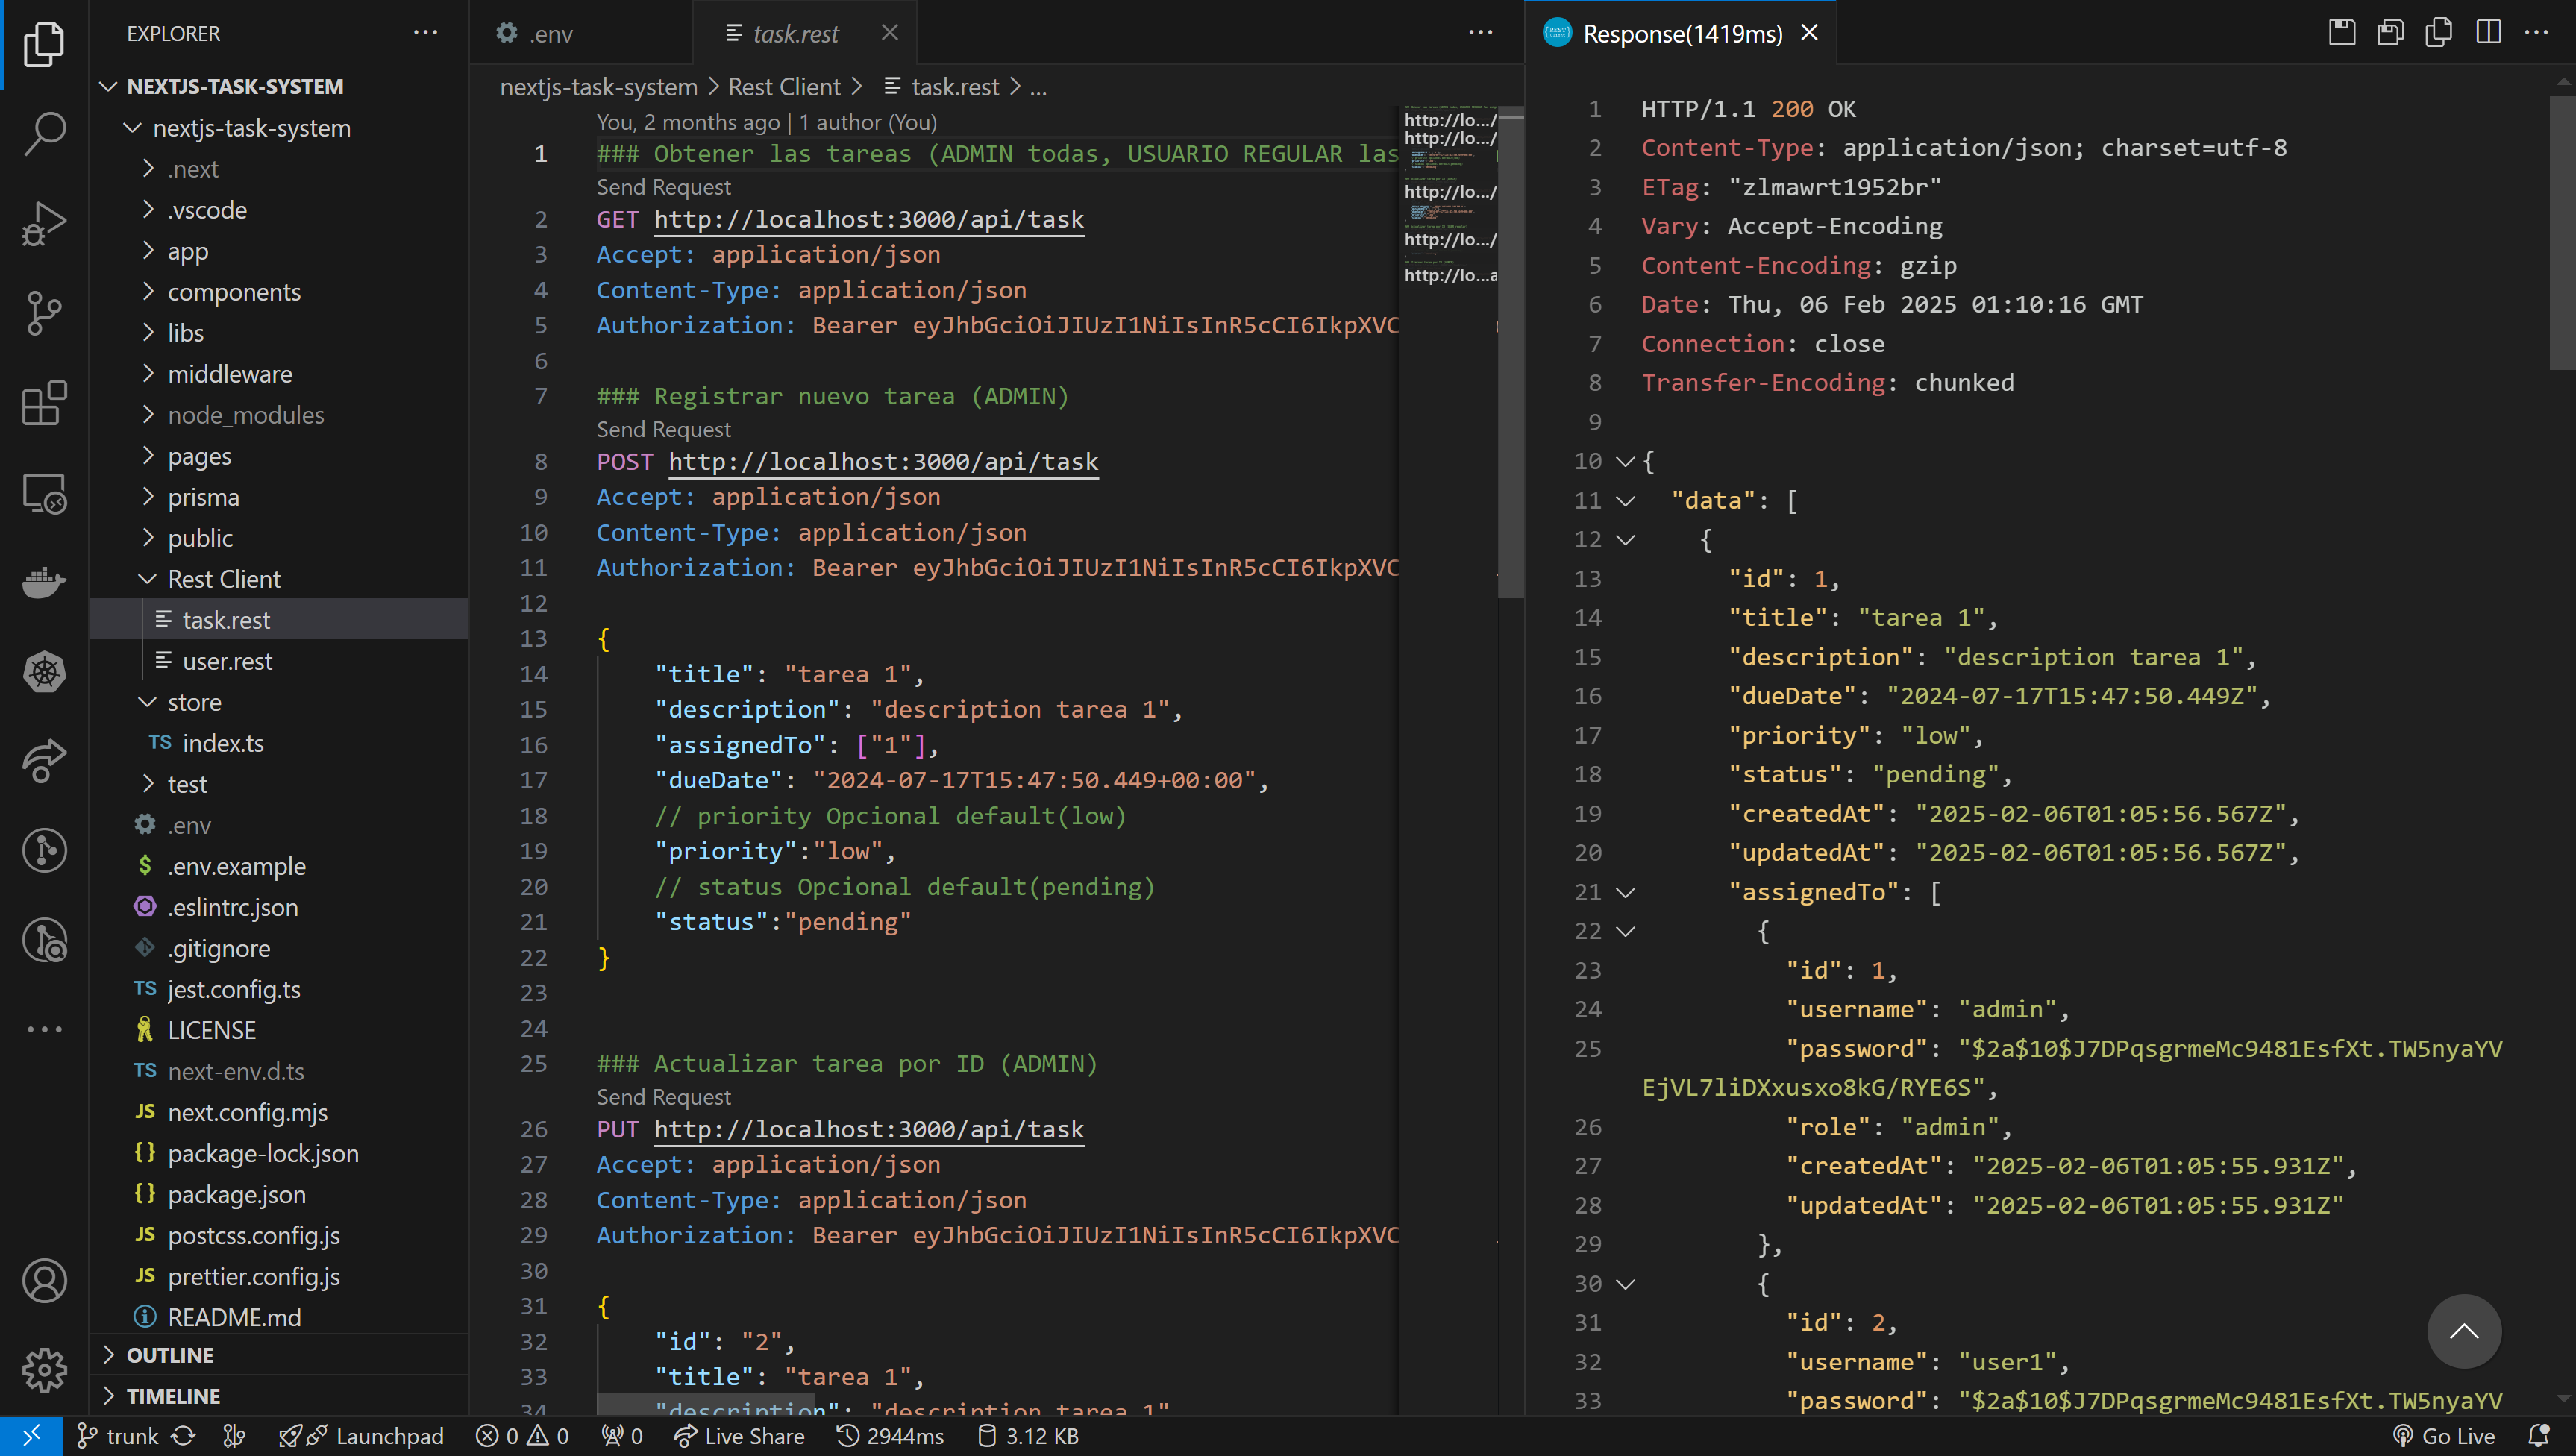 EXPLORER
NEXTJS-TASK-SYSTEM
nextjs-task-system
.next
.vscode
app
components
libs
middleware
node_modules
pages
prisma
public
Rest Client
task.rest
user.rest
store
TS index.ts
test
.env
$ .env.example
.eslintrc.json
.gitignore
TS jest.config.ts
LICENSE
TS next-env.d.ts
JS next.config.mjs
{} package-lock.json
{} package.json
JS postcss.config.js
JS prettier.config.js
README.md
OUTLINE
TIMELINE
.env
task.rest
nextjs-task-system > Rest Client > task.rest > ...
You, 2 months ago | 1 author (You)
1 ### Obtener las tareas (ADMIN todas, USUARIO REGULAR las
Send Request
2 GET http://localhost:3000/api/task
3 Accept: application/json
4 Content-Type: application/json
5 Authorization: Bearer eyJhbGciOiJIUzI1NiIsInR5cCI6IkpXVC
6
7 ### Registrar nuevo tarea (ADMIN)
Send Request
8 POST http://localhost:3000/api/task
9 Accept: application/json
10 Content-Type: application/json
11 Authorization: Bearer eyJhbGciOiJIUzI1NiIsInR5cCI6IkpXVC
12
13 {
14 "title": "tarea 1",
15 "description": "description tarea 1",
16 "assignedTo": ["1"],
17 "dueDate": "2024-07-17T15:47:50.449+00:00",
18 // priority Opcional default(low)
19 "priority":"low",
20 // status Opcional default(pending)
21 "status":"pending"
22 }
23
24
25 ### Actualizar tarea por ID (ADMIN)
Send Request
26 PUT http://localhost:3000/api/task
27 Accept: application/json
28 Content-Type: application/json
29 Authorization: Bearer eyJhbGciOiJIUzI1NiIsInR5cCI6IkpXVC
30
31 {
32 "id": "2",
33 "title": "tarea 1",
34 "description": "description tarea 1"
http://lo.../
http://lo.../
http://lo.../
http://lo.../
http://lo...a
Response(1419ms)
1 HTTP/1.1 200 OK
2 Content-Type: application/json; charset=utf-8
3 ETag: "zlmawrt1952br"
4 Vary: Accept-Encoding
5 Content-Encoding: gzip
6 Date: Thu, 06 Feb 2025 01:10:16 GMT
7 Connection: close
8 Transfer-Encoding: chunked
9
10 {
11 "data": [
12 {
13 "id": 1,
14 "title": "tarea 1",
15 "description": "description tarea 1",
16 "dueDate": "2024-07-17T15:47:50.449Z",
17 "priority": "low",
18 "status": "pending",
19 "createdAt": "2025-02-06T01:05:56.567Z",
20 "updatedAt": "2025-02-06T01:05:56.567Z",
21 "assignedTo": [
22 {
23 "id": 1,
24 "username": "admin",
25 "password": "$2a$10$J7DPqsgrmeMc9481EsfXt.TW5nyaYV
EjVL7liDXxusxo8kG/RYE6S",
26 "role": "admin",
27 "createdAt": "2025-02-06T01:05:55.931Z",
28 "updatedAt": "2025-02-06T01:05:55.931Z"
29 },
30 {
31 "id": 2,
32 "username": "user1",
33 "password": "$2a$10$J7DPqsgrmeMc9481EsfXt.TW5nyaYV
trunk
Launchpad
0 0
0
Live Share
2944ms
3.12 KB
Go Live